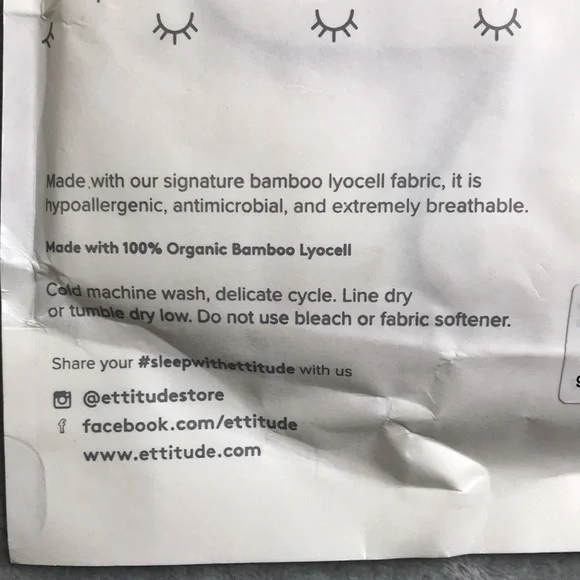 Made with our signature bamboo lyocell fabric, it is
hypoallergenic, antimicrobial, and extremely breathable.
Made with 100% Organic Bamboo Lyocell
Cold machine wash, delicate cycle. Line dry
or tumble dry low. Do not use bleach or fabric softener.
Share your #sleepwithettitude with us
@ettitudestore
facebook.com/ettitude
www.ettitude.com